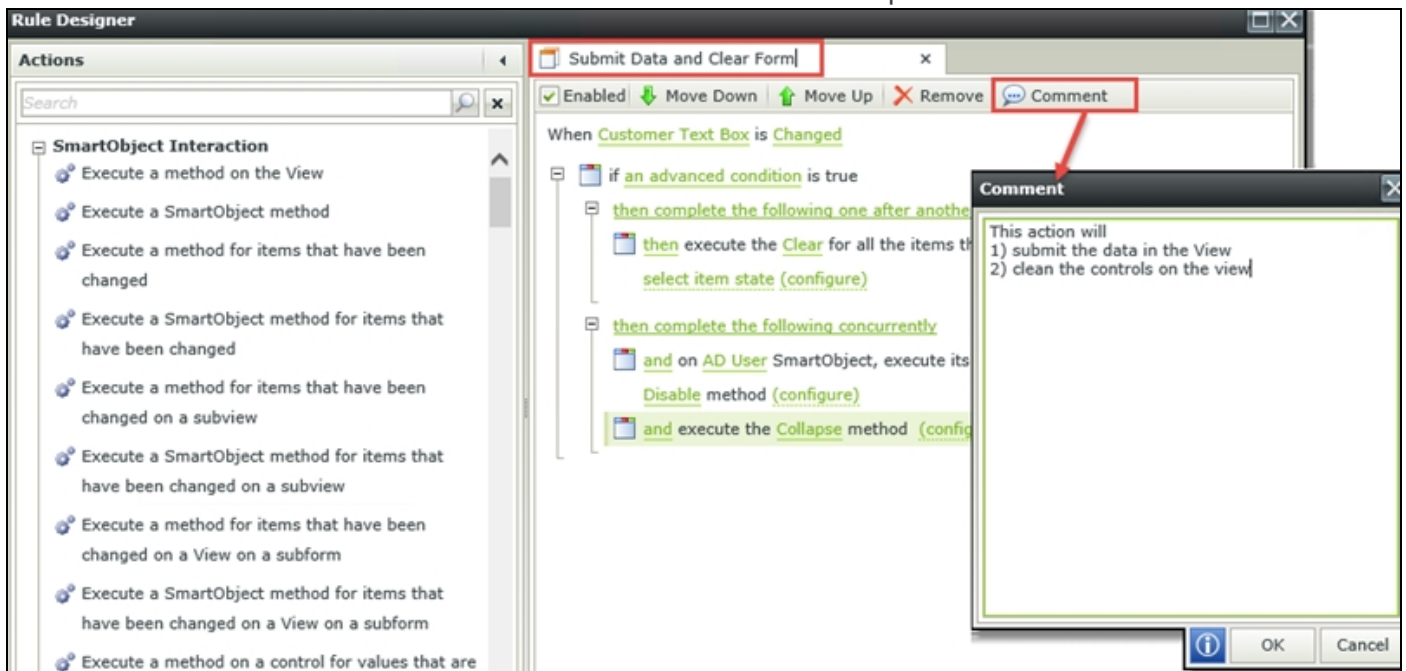 Rule Designer
Actions
Search
SmartObject Interaction
Execute a method on the View
Execute a SmartObject method
Execute a method for items that have been
changed
Execute a SmartObject method for items that
have been changed
Execute a method for items that have been
changed on a subview
Execute a SmartObject method for items that
have been changed on a subview
Execute a method for items that have been
changed on a View on a subform
Execute a SmartObject method for items that
have been changed on a View on a subform
Execute a method on a control for values that are
Submit Data and Clear Form
Enabled Move Down Move Up Remove Comment
When Customer Text Box is Changed
if an advanced condition is true
then complete the following one after anothe
then execute the Clear for all the items th
select item state (configure)
then complete the following concurrently
and on AD User SmartObject, execute its
Disable method (configure)
and execute the Collapse method (config
Comment
This action will
1) submit the data in the View
2) clean the controls on the view
OK Cancel